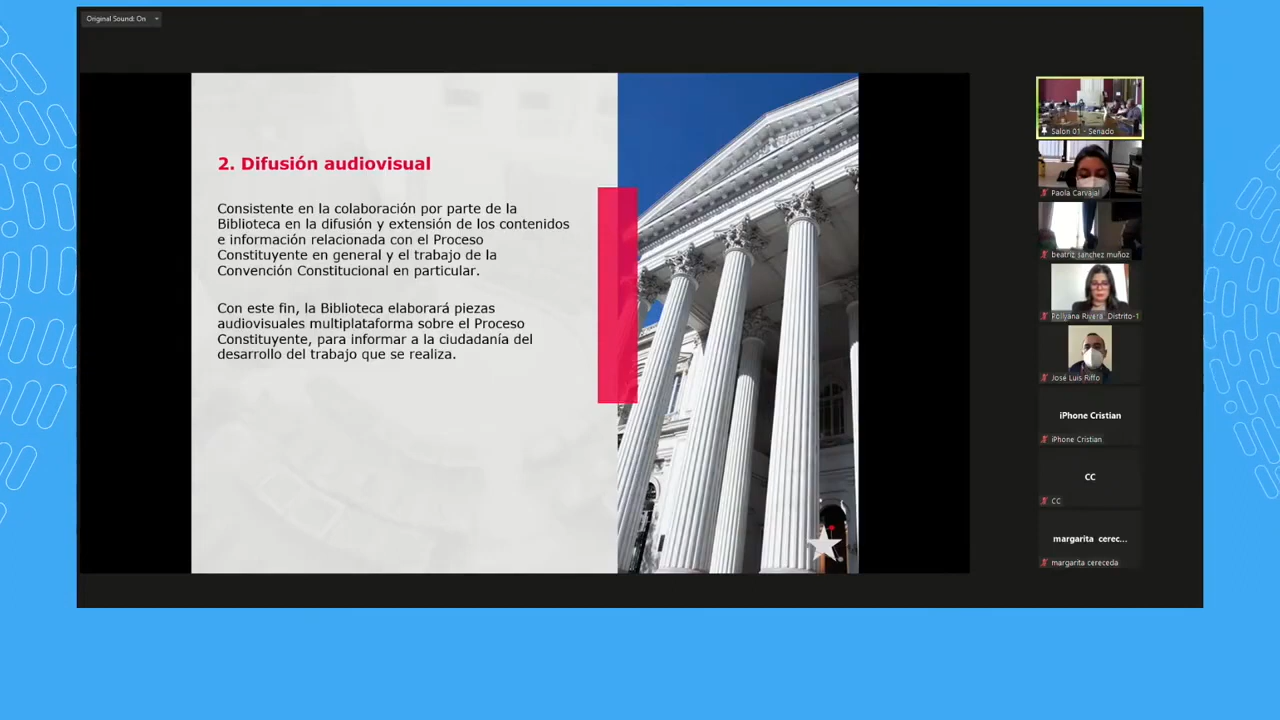 Original Sound: On
2. Difusión audiovisual
Consistente en la colaboración por parte de la
Biblioteca en la difusión y extensión de los contenidos
e información relacionada con el Proceso
Constituyente en general y el trabajo de la
Convención Constitucional en particular.
Con este fin, la Biblioteca elaborará piezas
audiovisuales multiplataforma sobre el Proceso
Constituyente, para informar a la ciudadanía del
desarrollo del trabajo que se realiza.
Salon 01 - Senado
Paola Carvajal
beatriz sánchez muñoz
Pollyana Rivera Distrito-1
José Luis Riffo
iPhone Cristian
iPhone Cristian
CC
CC
margarita cerec...
margarita cereceda